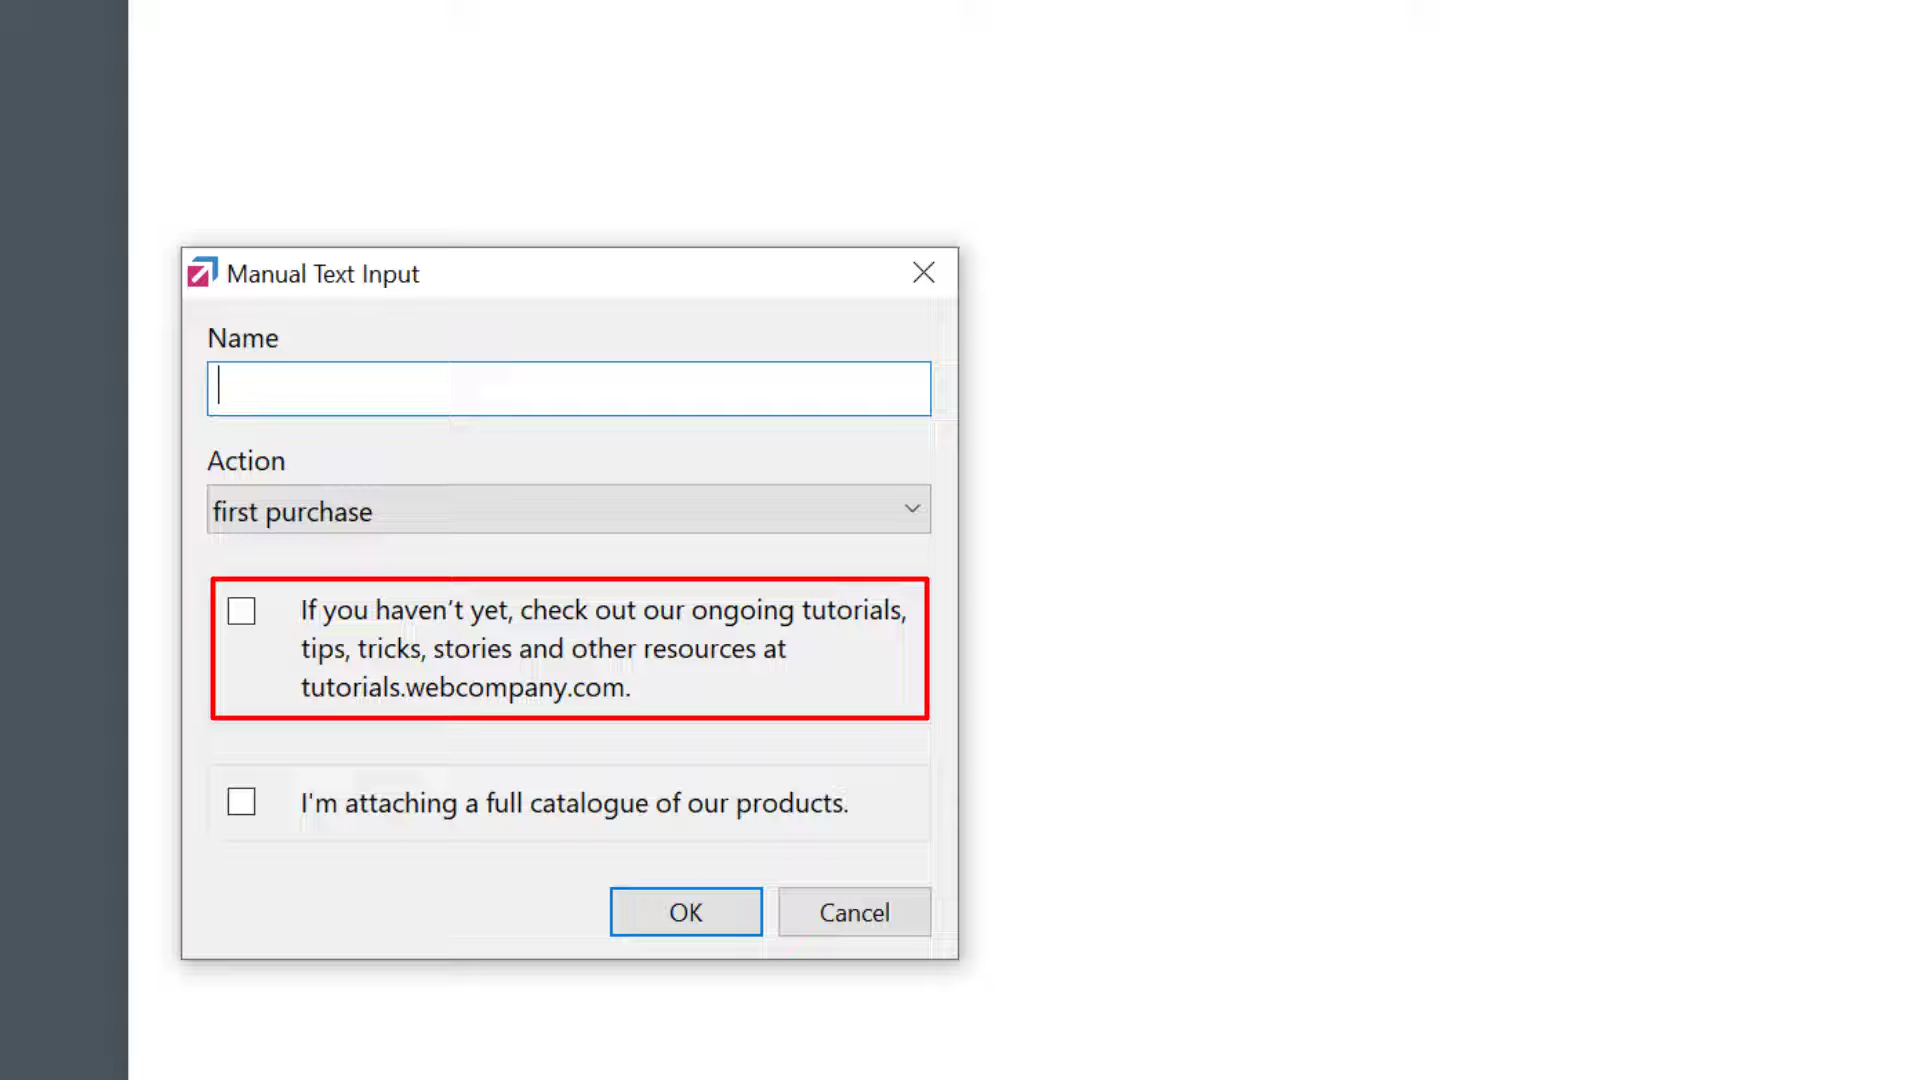 Manual Text Input
Name
Action
first purchase
If you haven’t yet, check out our ongoing tutorials,
tips, tricks, stories and other resources at
tutorials.webcompany.com.
I'm attaching a full catalogue of our products.
OK
Cancel